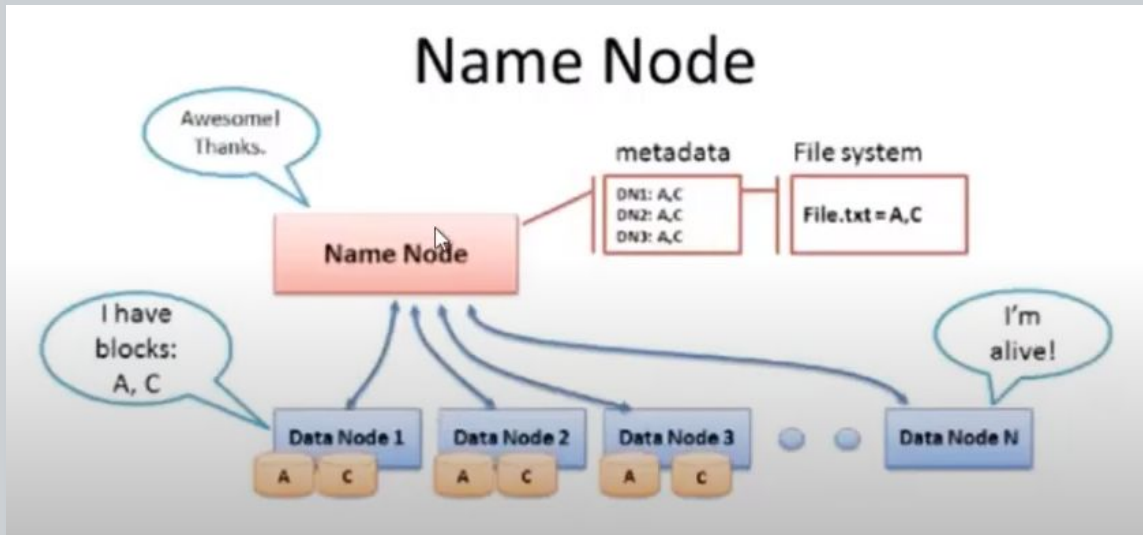 Name Node
Awesome!
Thanks.
metadata
File system
DN1: A,C
DN2: A,C
DN3: A,C
File.txt = A,C
Name Node
I have
blocks:
A, C
I'm
alive!
Data Node 1
Data Node 2
Data Node 3
Data Node N
A
C
A
C
A
C